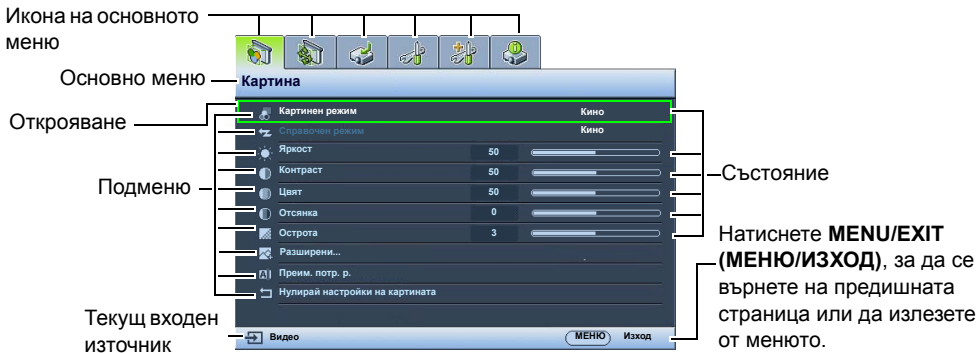 Икона на основното
меню
Основно меню
Картина
Открояване
Картинен режим
Кино
Справочен режим
Кино
Яркост
50
Контраст
50
Цвят
50
Отсянка
0
Острота
3
Разширени...
Преим. потр. р.
Нулирай настройки на картината
Подменю
Състояние
Натиснете MENU/EXIT
(МЕНЮ/ИЗХОД), за да се
върнете на предишната
страница или да излезете
от менюто.
Текущ входен
източник
Видео
МЕНЮ
Изход